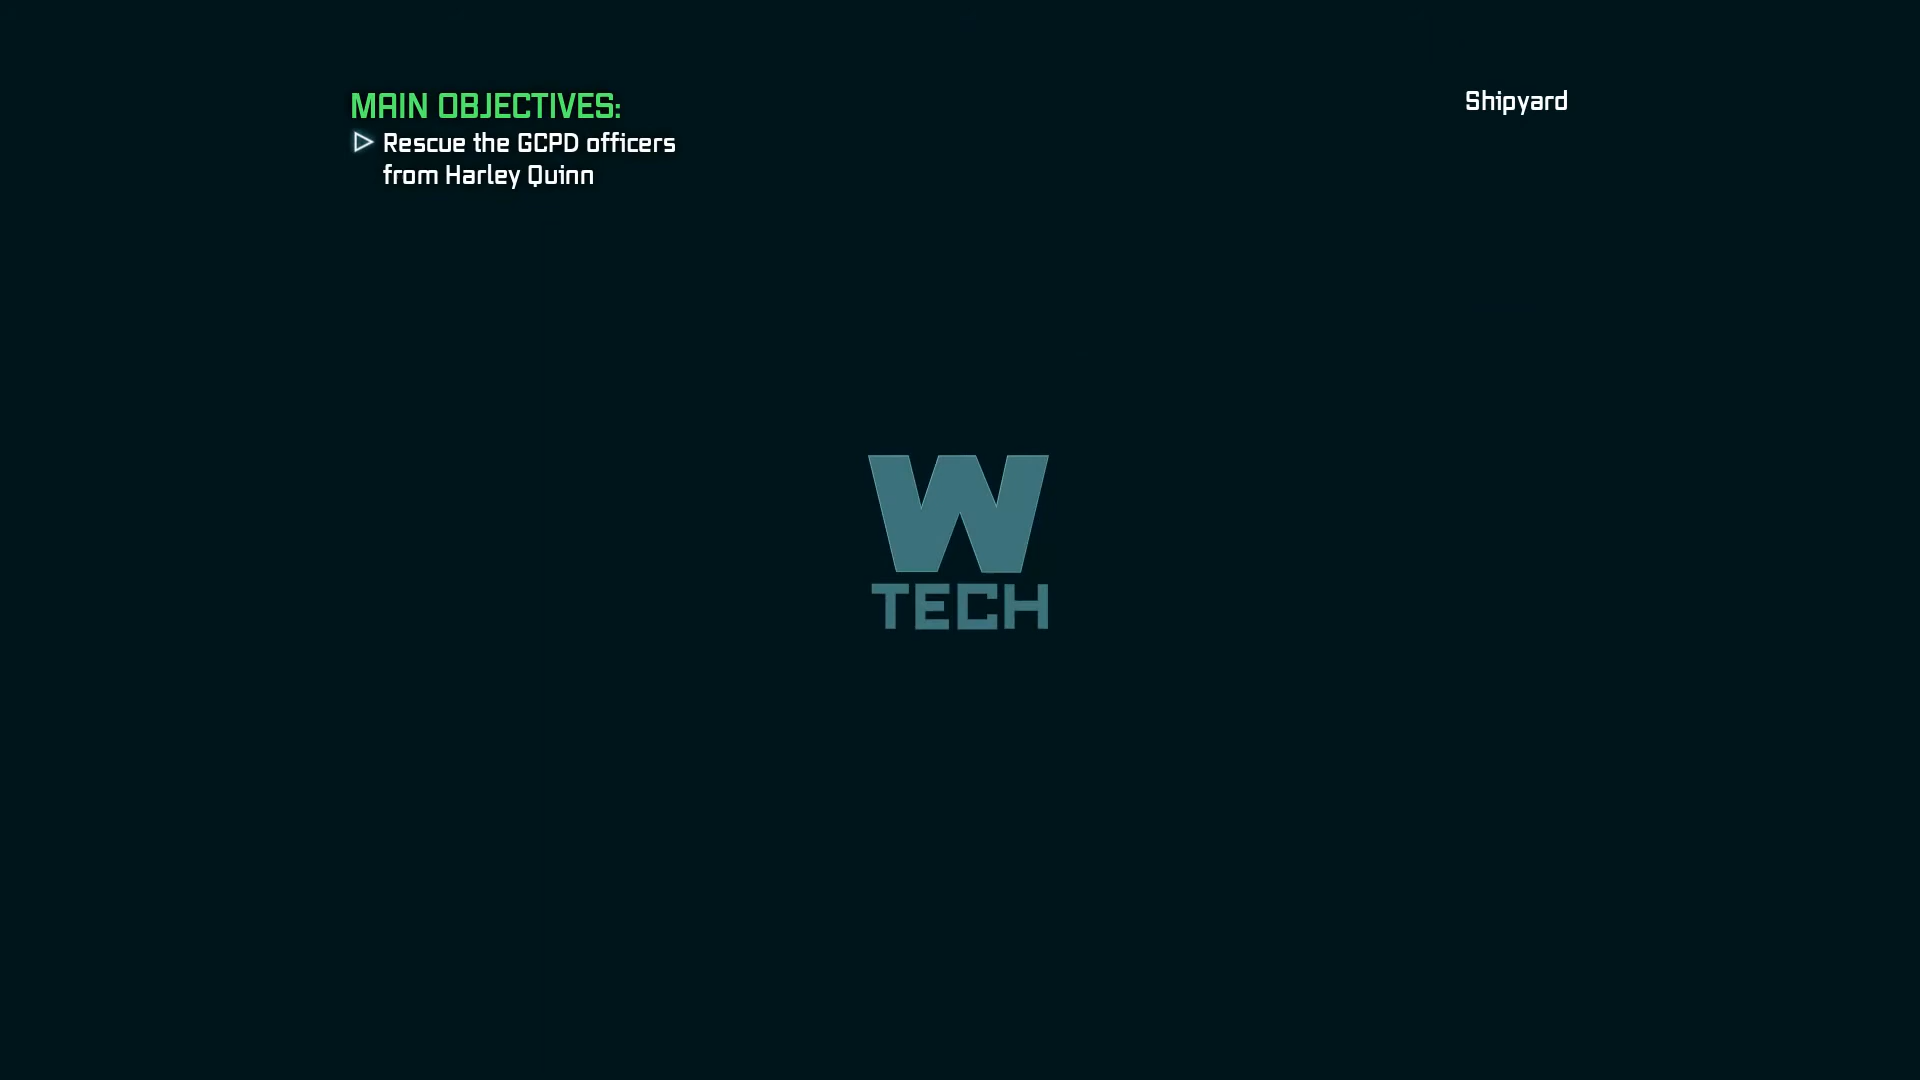 MAIN OBJECTIVES:
Rescue the GCPD officers
from Harley Quinn
Shipyard
W
TECH